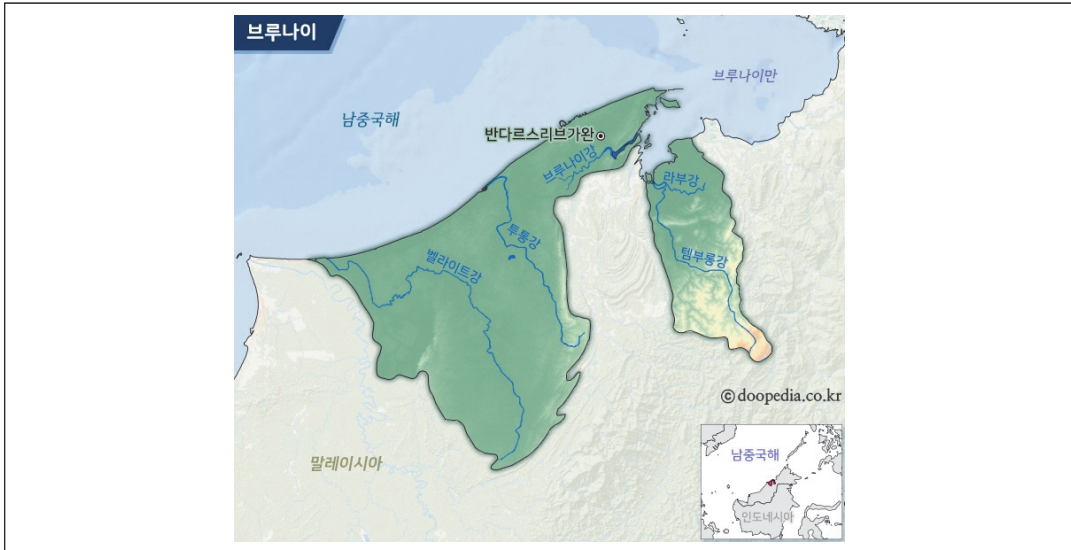 브루나이
브루나이만
남중국해
반다르스리브가완
브루나이강
라부강
투통강
벨라이트강
템부롱강
ⓒ doopedia.co.kr
말레이시아
남중국해
인도네시아